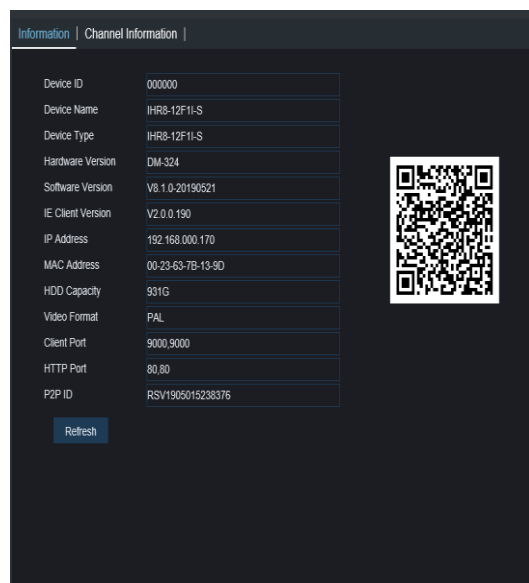 Information | Channel Information |
Device ID 000000
Device Name IHR8-12F1I-S
Device Type IHR8-12F1I-S
Hardware Version DM-324
Software Version V8.1.0-20190521
IE Client Version V2.0.0.190
IP Address 192.168.000.170
MAC Address 00-23-63-7B-13-9D
HDD Capacity 931G
Video Format PAL
Client Port 9000,9000
HTTP Port 80,80
P2P ID RSV1905015238376
Refresh